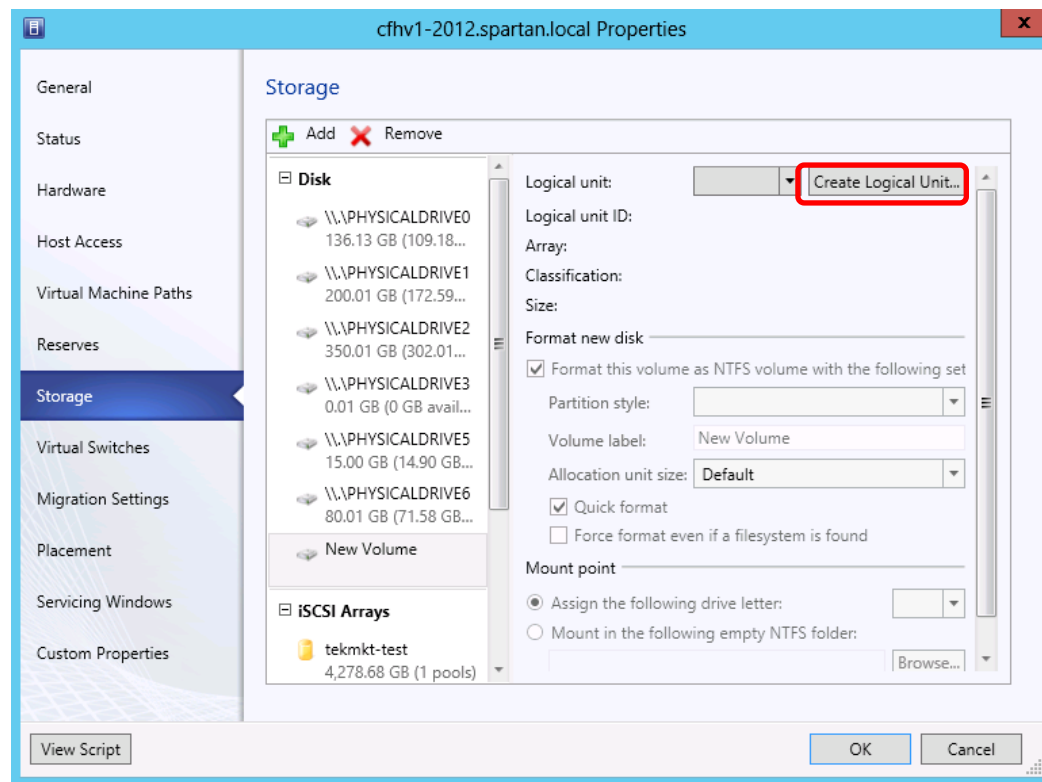 cfhv1-2012.spartan.local Properties
x
General
Status
Hardware
Host Access
Virtual Machine Paths
Reserves
Storage
Virtual Switches
Migration Settings
Placement
Servicing Windows
Custom Properties
Storage
Add Remove
Disk
\\.\PHYSICALDRIVE0
136.13 GB (109.18...
\\.\PHYSICALDRIVE1
200.01 GB (172.59...
\\.\PHYSICALDRIVE2
350.01 GB (302.01...
\\.\PHYSICALDRIVE3
0.01 GB (0 GB avail...
\\.\PHYSICALDRIVE5
15.00 GB (14.90 GB...
\\.\PHYSICALDRIVE6
80.01 GB (71.58 GB...
New Volume
iSCSI Arrays
tekmkt-test
4,278.68 GB (1 pools)
Logical unit: Create Logical Unit...
Logical unit ID:
Array:
Classification:
Size:
Format new disk
Format this volume as NTFS volume with the following set
Partition style:
Volume label: New Volume
Allocation unit size: Default
Quick format
Force format even if a filesystem is found
Mount point
Assign the following drive letter:
Mount in the following empty NTFS folder:
Browse...
View Script OK Cancel